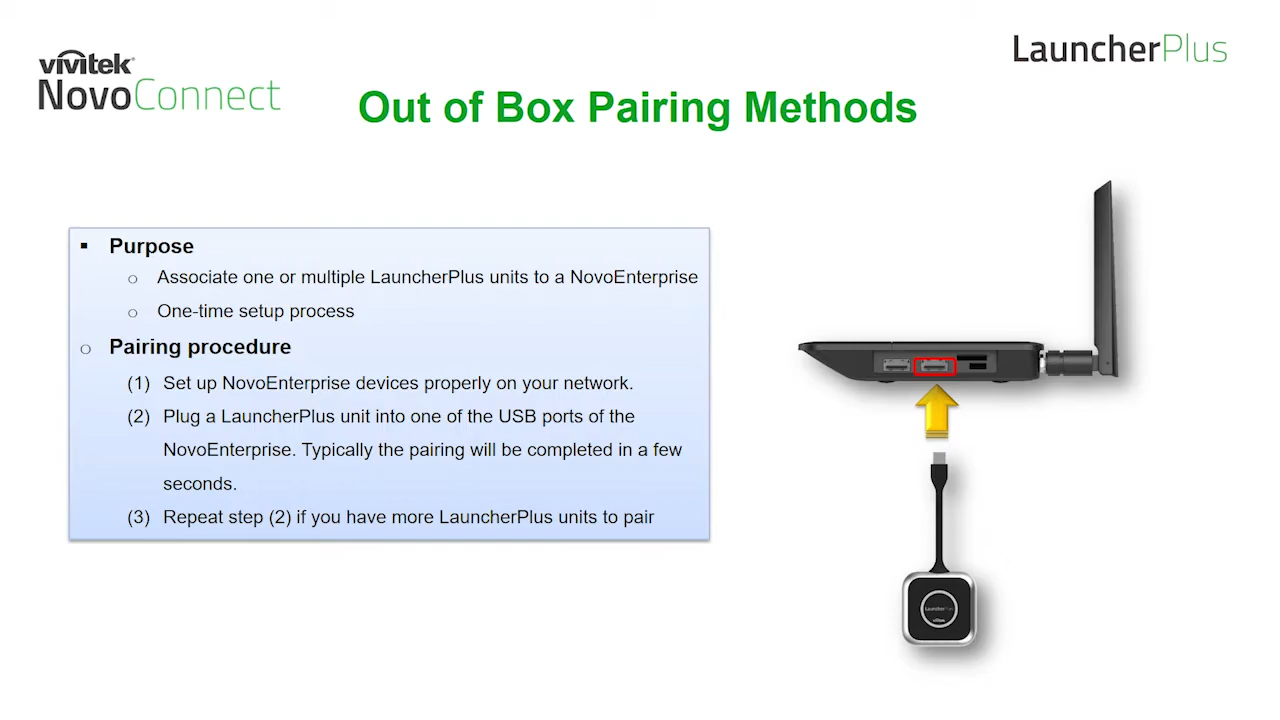 vivitek
NovoConnect
LauncherPlus
Out of Box Pairing Methods
▪ Purpose
○ Associate one or multiple LauncherPlus units to a NovoEnterprise
○ One-time setup process
○ Pairing procedure
(1) Set up NovoEnterprise devices properly on your network.
(2) Plug a LauncherPlus unit into one of the USB ports of the
NovoEnterprise. Typically the pairing will be completed in a few
seconds.
(3) Repeat step (2) if you have more LauncherPlus units to pair
LauncherPlus
vivitek